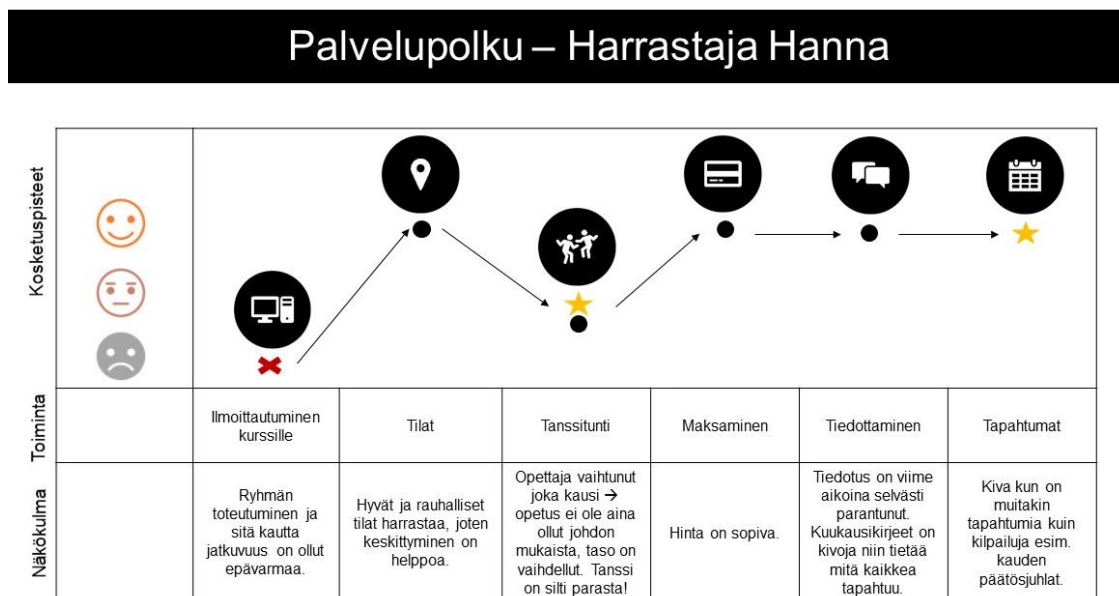 Palvelupolku – Harrastaja Hanna
Kosketuspisteet
Toiminta
Ilmoittautuminen
kurssille
Tilat
Tanssitunti
Maksaminen
Tiedottaminen
Tapahtumat
Näkökulma
Ryhmän
toteutuminen ja
sitä kautta
jatkuvuus on ollut
epävarmaa.
Hyvät ja rauhalliset
tilat harrastaa, joten
keskittyminen on
helppoa.
Opettaja vaihtunut
joka kausi →
opetus ei ole aina
ollut johdon
mukaista, taso on
vaihdellut. Tanssi
on silti parasta!
Hinta on sopiva.
Tiedotus on viime
aikoina selvästi
parantunut.
Kuukausikirjeet on
kivoja niin tietää
mitä kaikkea
tapahtuu.
Kiva kun on
muitakin
tapahtumia kuin
kilpailuja esim.
kauden
päätösjuhlat.